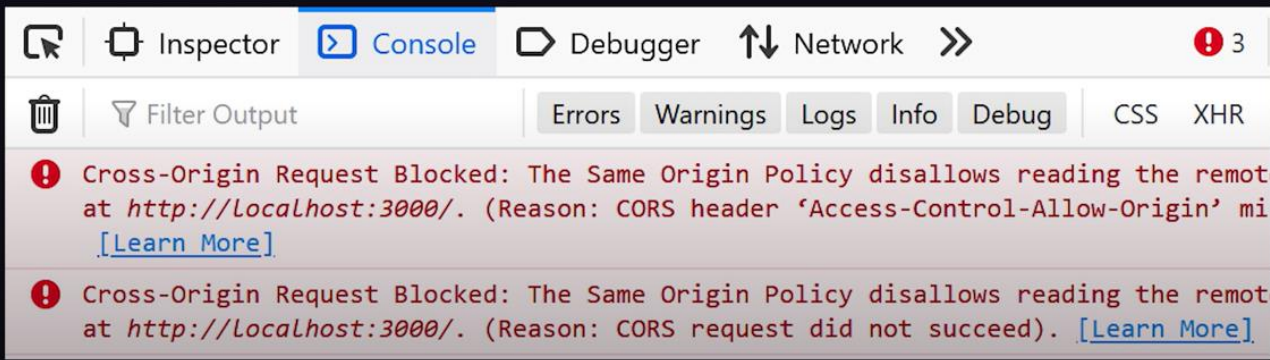 Inspector Console Debugger Network 3
Filter Output Errors Warnings Logs Info Debug CSS XHR
Cross-Origin Request Blocked: The Same Origin Policy disallows reading the remot
at http://localhost:3000/. (Reason: CORS header ‘Access-Control-Allow-Origin’ mi
[Learn More]
Cross-Origin Request Blocked: The Same Origin Policy disallows reading the remot
at http://localhost:3000/. (Reason: CORS request did not succeed). [Learn More]